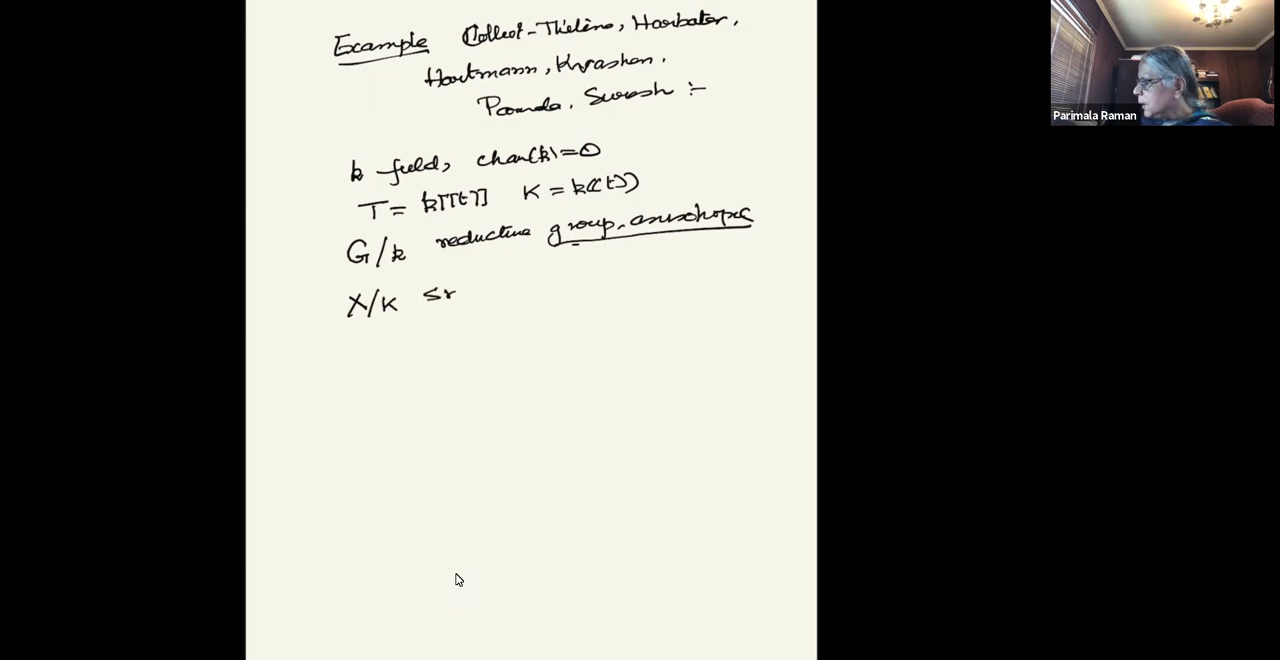 Example Colliot-Thélène, Harbater,
Hartmann, Krashen,
Parimala, Suresh :-
k field, char(k)=0
T = k[[t]] K = k((t))
G/k reductive group, anisotropic
X/K sr
Parimala Raman